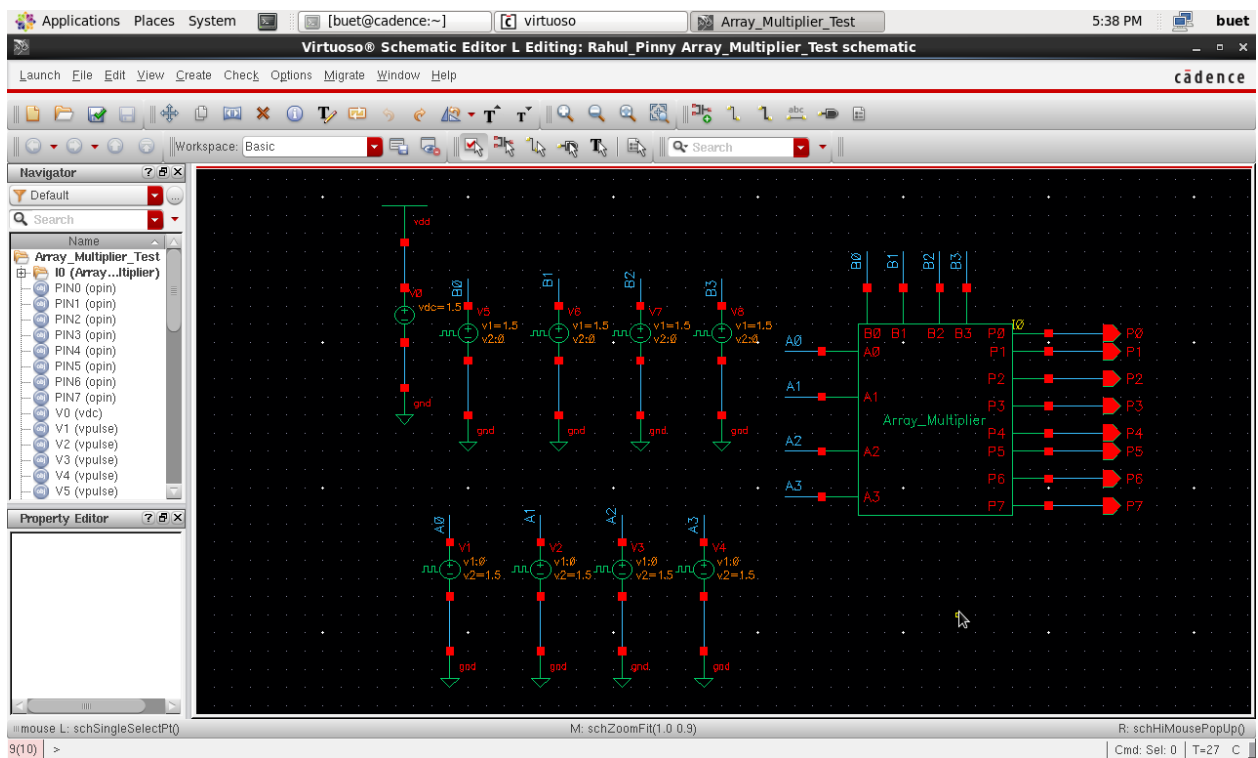 Applications Places System [buet@cadence:~] virtuoso Array_Multiplier_Test 5:38 PM buet
Virtuoso® Schematic Editor L Editing: Rahul_Pinny Array_Multiplier_Test schematic
Launch File Edit View Create Check Options Migrate Window Help cādence
Workspace: Basic Search
Navigator
Default
Search
Name
Array_Multiplier_Test
I0 (Array...ltiplier)
PIN0 (opin)
PIN1 (opin)
PIN2 (opin)
PIN3 (opin)
PIN4 (opin)
PIN5 (opin)
PIN6 (opin)
PIN7 (opin)
V0 (vdc)
V1 (vpulse)
V2 (vpulse)
V3 (vpulse)
V4 (vpulse)
V5 (vpulse)
Property Editor
vdd
V0
vdc=1.5
gnd
B0 B1 B2 B3
V5 V6 V7 V8
v1=1.5 v1=1.5 v1=1.5 v1=1.5
v2:0 v2:0 v2:0 v2:0
gnd gnd gnd gnd
B0 B1 B2 B3
I0
B0 B1 B2 B3 P0 P0
A0 A0 P1 P1
P2 P2
A1 A1 P3 P3
Array_Multiplier
P4 P4
A2 A2 P5 P5
P6 P6
A3 A3 P7 P7
A0 A1 A2 A3
V1 V2 V3 V4
v1:0 v1:0 v1:0 v1:0
v2=1.5 v2=1.5 v2=1.5 v2=1.5
gnd gnd gnd gnd
mouse L: schSingleSelectPt() M: schZoomFit(1.0 0.9) R: schHiMousePopUp()
9(10) > Cmd: Sel: 0 T=27 C